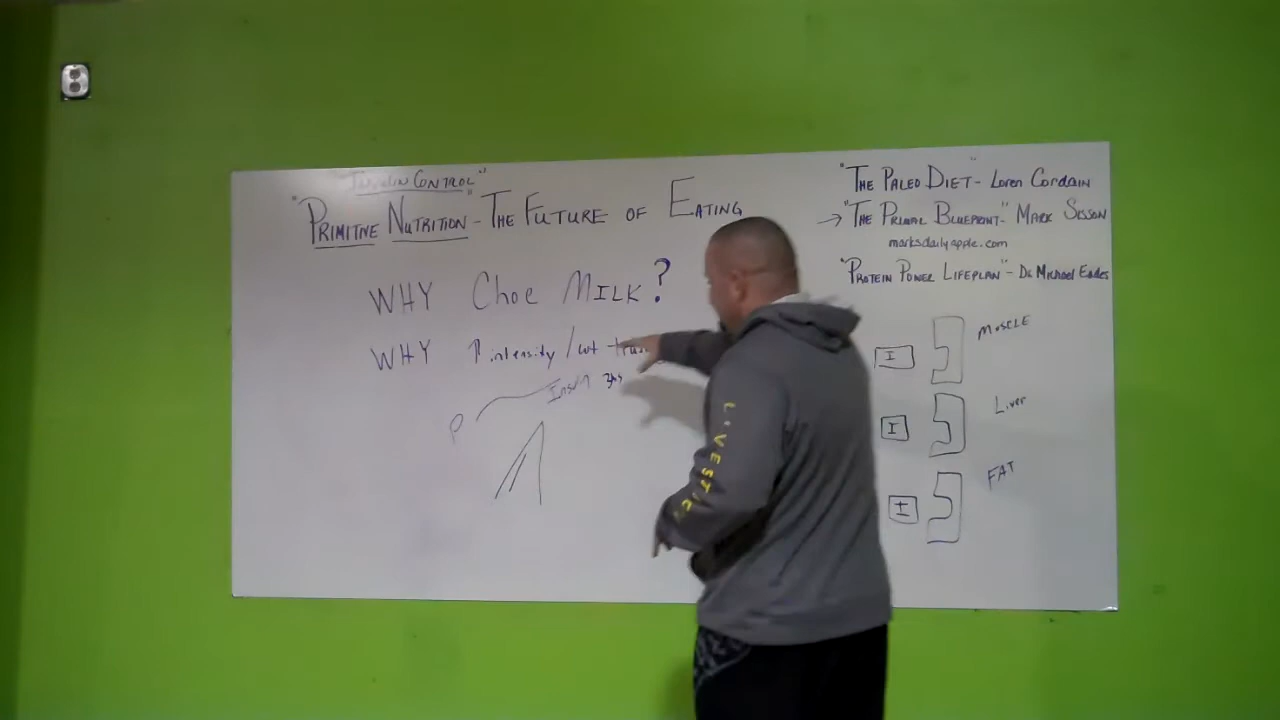 "INSULIN CONTROL"
"PRIMITIVE NUTRITION" - THE FUTURE OF EATING
WHY Choc MILK?
WHY ↑ intensity / wt
P
"THE PALEO DIET" - Loren Cordain
→ "THE PRIMAL BLUEPRINT" - MARK SISSON
marksdailyapple.com
"PROTEIN POWER LIFEPLAN" - Dr. Michael Eades
I MUSCLE
I Liver
I FAT
LIVESTRO